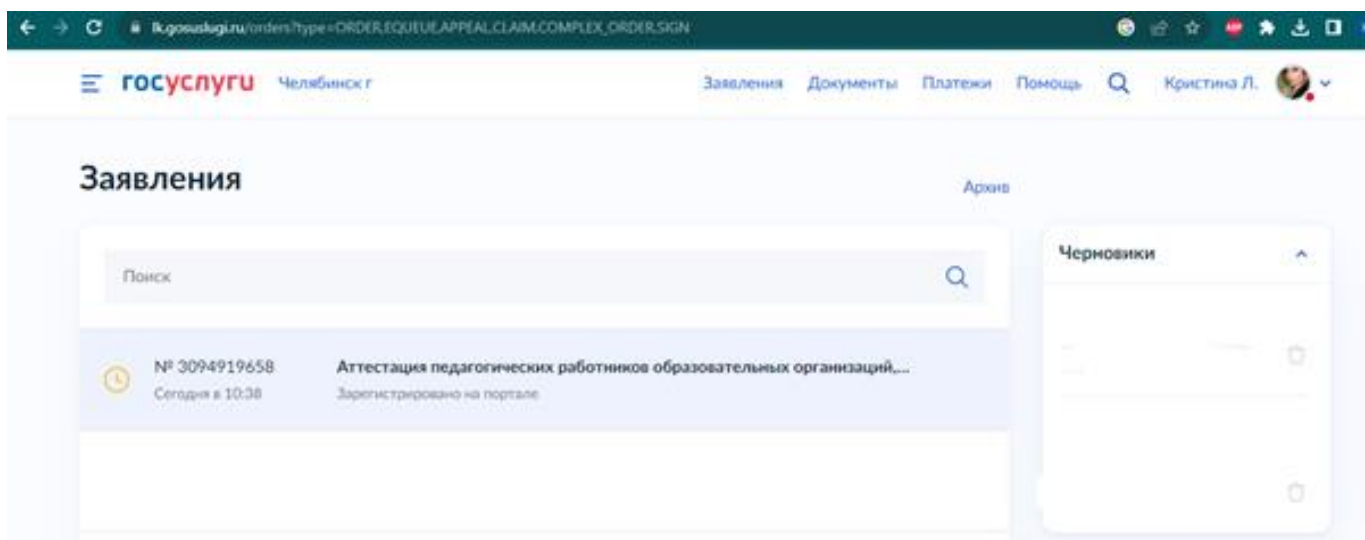 lk.gosuslugi.ru/orders?type=ORDER,EQUEUE,APPEAL,CLAIM,COMPLEX_ORDER,SIGN
госуслуги Челябинск г Заявления Документы Платежи Помощь Кристина Л.
Заявления
Архив
Черновики
Поиск
№ 3094919658 Аттестация педагогических работников образовательных организаций,...
Сегодня в 10:38 Зарегистрировано на портале